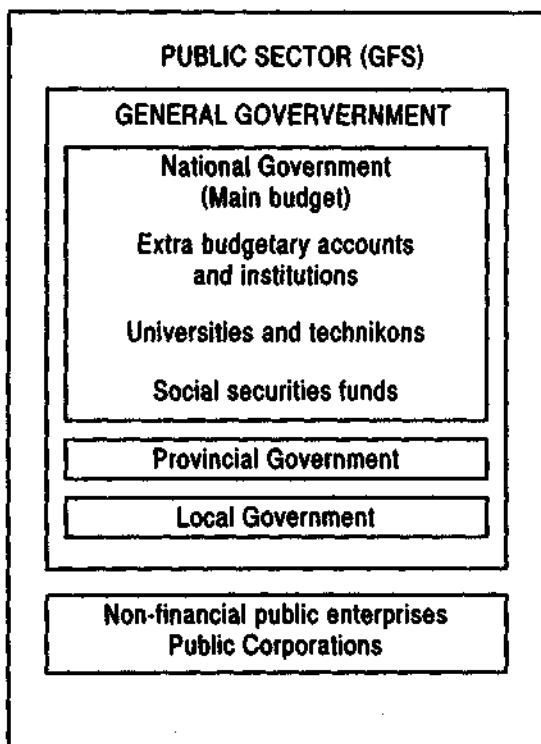 PUBLIC SECTOR (GFS)
GENERAL GOVERVERNMENT
National Government
(Main budget)
Extra budgetary accounts
and institutions
Universities and technikons
Social securities funds
Provincial Government
Local Government
Non-financial public enterprises
Public Corporations